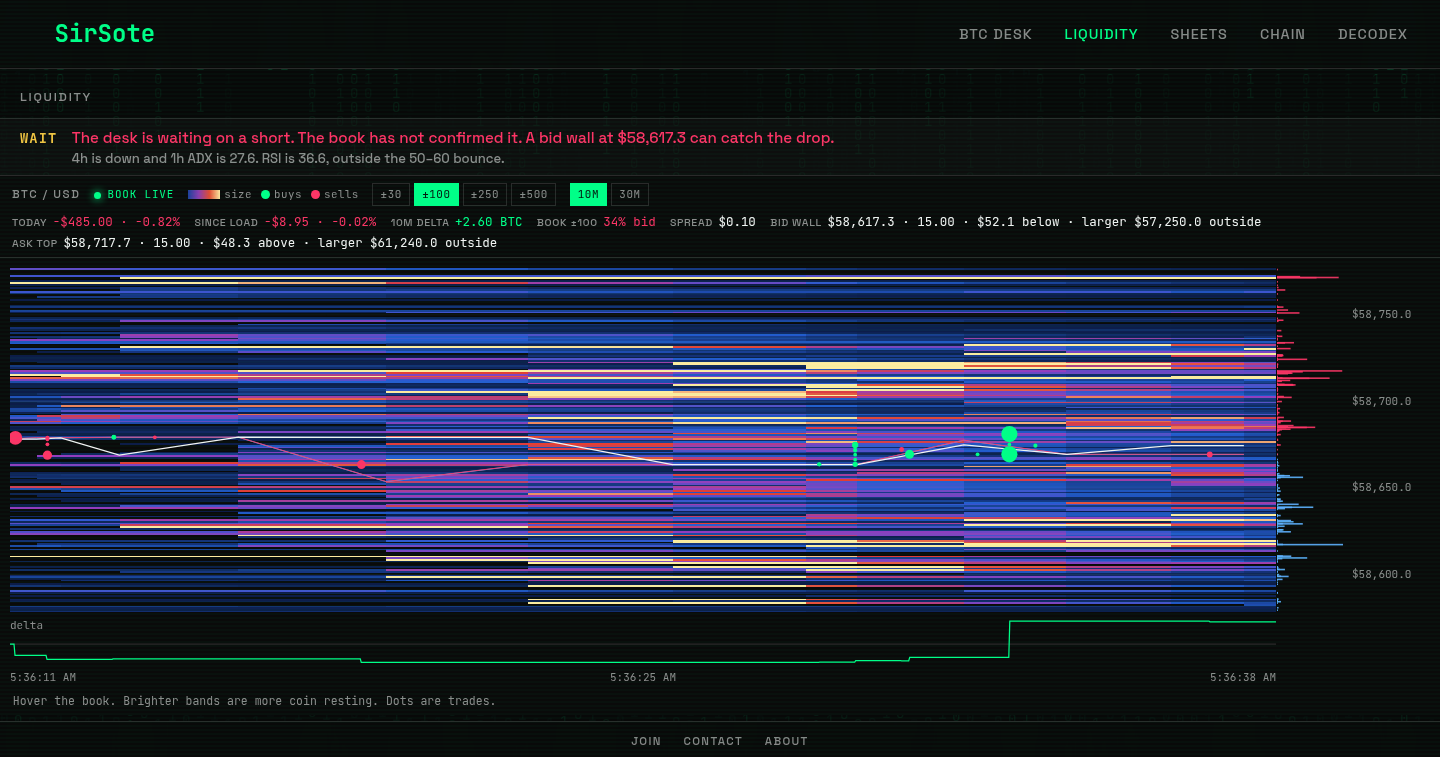 SirSote
BTC DESK LIQUIDITY SHEETS CHAIN DECODEX
LIQUIDITY
WAIT The desk is waiting on a short. The book has not confirmed it. A bid wall at $58,617.3 can catch the drop.
4h is down and 1h ADX is 27.6. RSI is 36.6, outside the 50–60 bounce.
BTC / USD BOOK LIVE size buys sells ±30 ±100 ±250 ±500 10M 30M
TODAY -$485.00 · -0.82% SINCE LOAD -$8.95 · -0.02% 10M DELTA +2.60 BTC BOOK ±100 34% bid SPREAD $0.10 BID WALL $58,617.3 · 15.00 · $52.1 below · larger $57,250.0 outside
ASK TOP $58,717.7 · 15.00 · $48.3 above · larger $61,240.0 outside
$58,750.0
$58,700.0
$58,650.0
$58,600.0
delta
5:36:11 AM 5:36:25 AM 5:36:38 AM
Hover the book. Brighter bands are more coin resting. Dots are trades.
JOIN CONTACT ABOUT